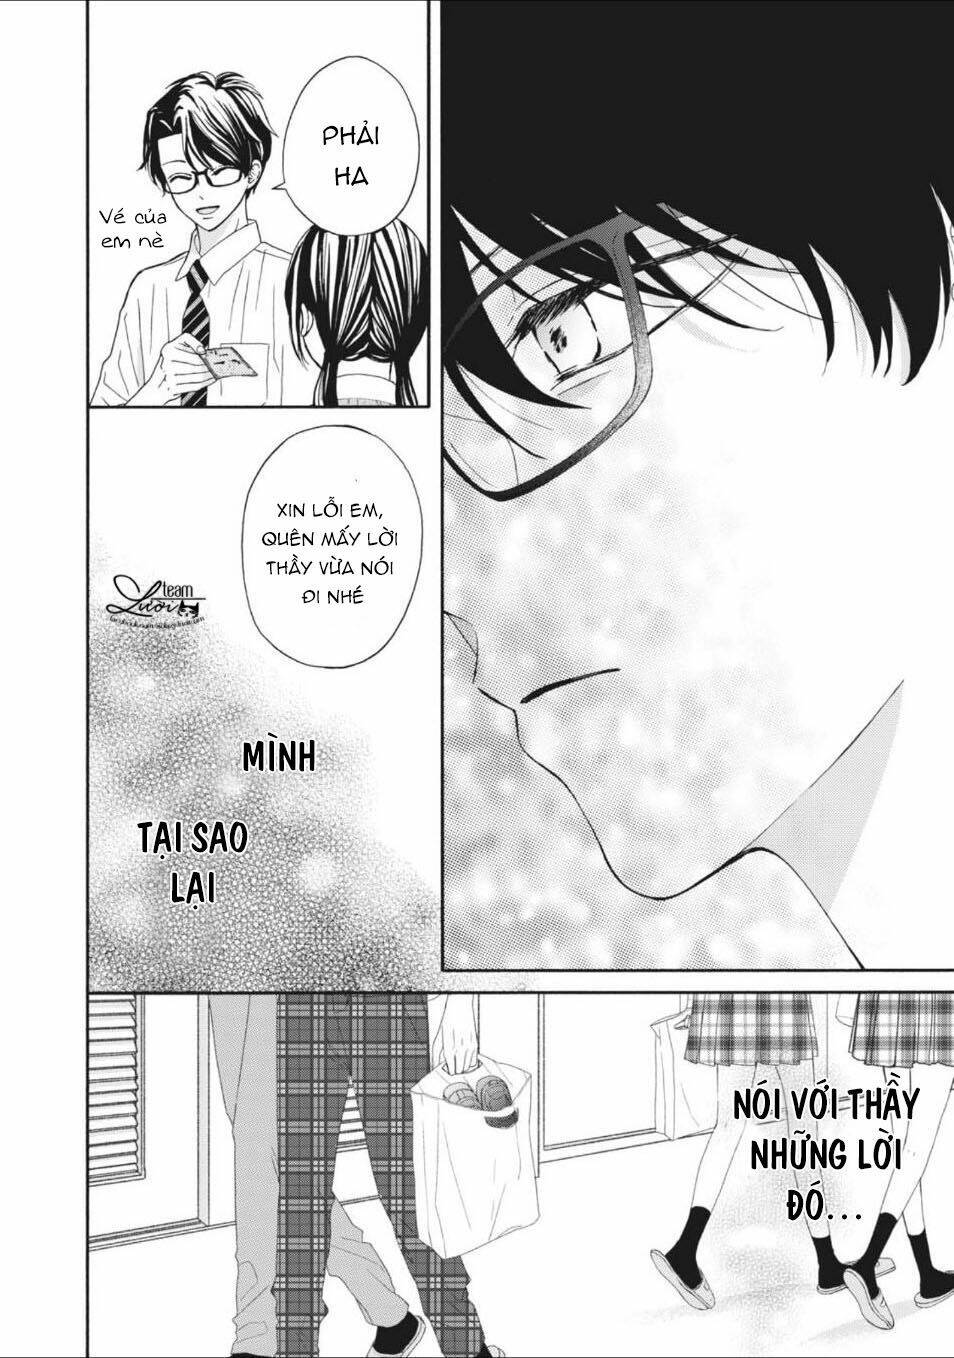 PHẢI
HA
Vé của
em nè
XIN LỖI EM,
QUÊN MẤY LỜI
THẦY VỪA NÓI
ĐI NHÉ
team
Lười
MÌNH
TẠI SAO
LẠI
NÓI VỚI THẦY
NHỮNG LỜI
ĐÓ...